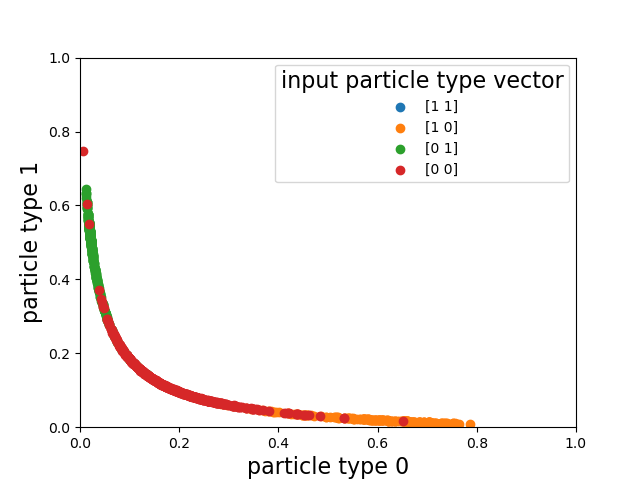 input particle type vector
[1 1]
[1 0]
[0 1]
[0 0]
1.0
0.8
0.6
0.4
0.2
0.0
particle type 1
0.0 0.2 0.4 0.6 0.8 1.0
particle type 0